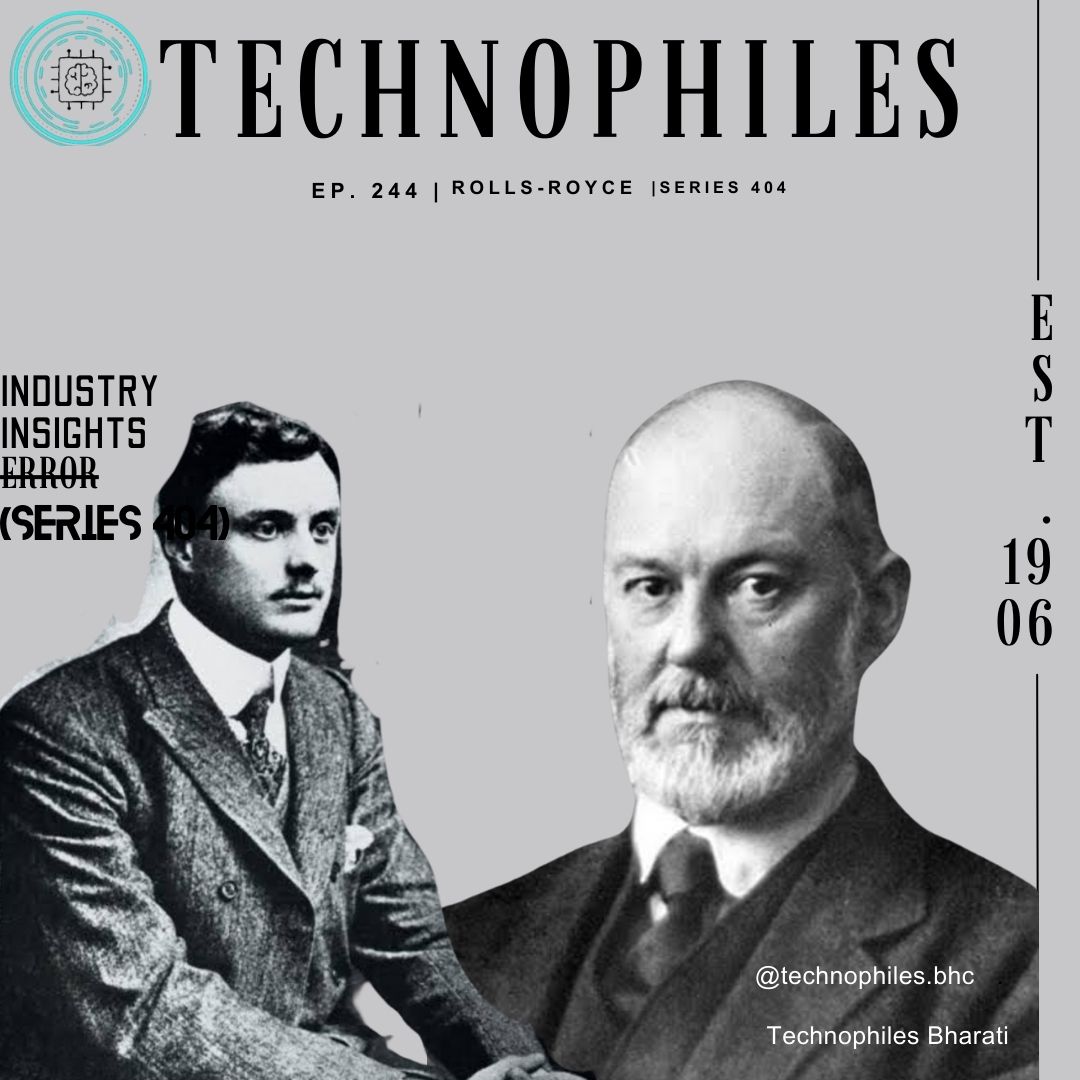 TECHNOPHILES
EP. 244 | ROLLS-ROYCE |SERIES 404
INDUSTRY
INSIGHTS
ERROR
(SERIES 404)
E
S
T
.
19
06
@technophiles.bhc
Technophiles Bharati